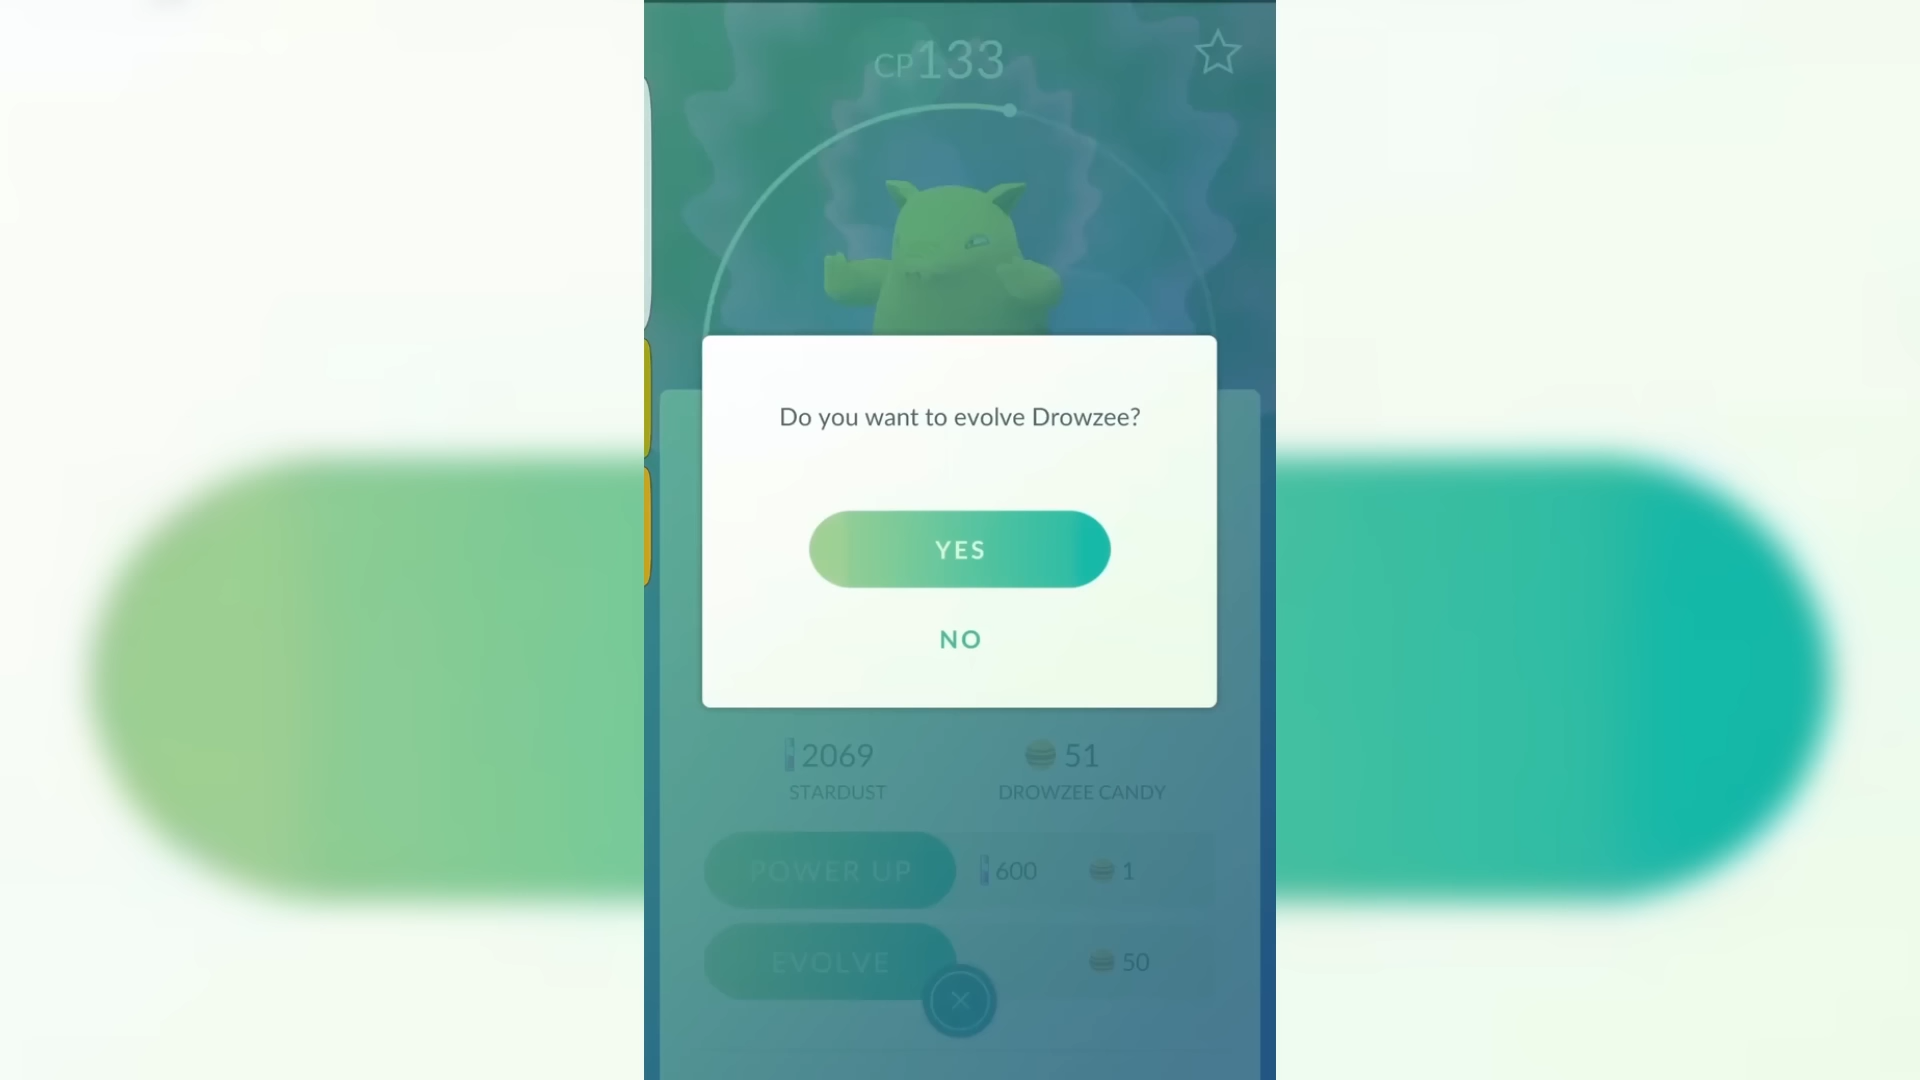 CP133
Do you want to evolve Drowzee?
YES
NO
2069
51
STARDUST
DROWZEE CANDY
POWER UP
600
1
EVOLVE
50